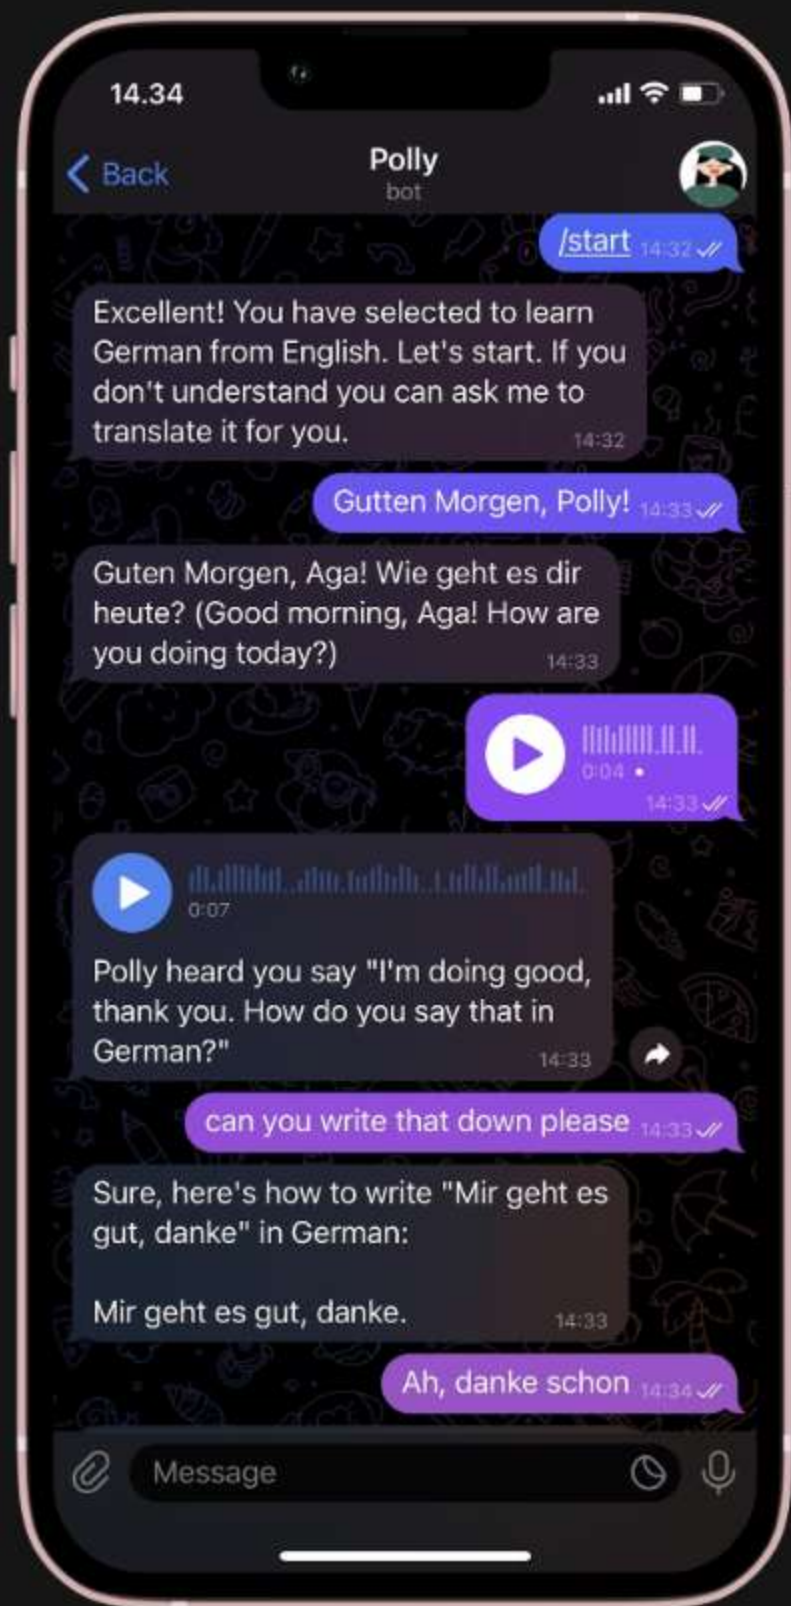 14.34
Back
Polly
bot
/start 14:32
Excellent! You have selected to learn
German from English. Let's start. If you
don't understand you can ask me to
translate it for you.
14:32
Gutten Morgen, Polly! 14:33
Guten Morgen, Aga! Wie geht es dir
heute? (Good morning, Aga! How are
you doing today?)
14:33
0:04
14:33
0:07
Polly heard you say "I'm doing good,
thank you. How do you say that in
German?"
14:33
can you write that down please 14:33
Sure, here's how to write "Mir geht es
gut, danke" in German:
Mir geht es gut, danke.
14:33
Ah, danke schon 14:34
Message